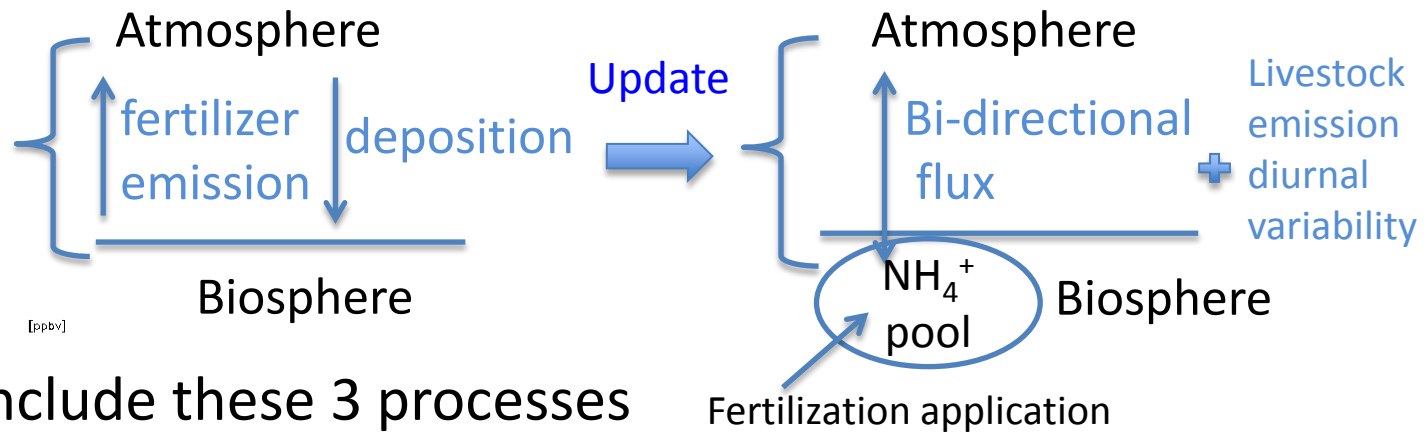 Atmosphere
fertilizer
emission
deposition
Biosphere
[ppbv]
Update
Atmosphere
Bi-directional
flux
Livestock
emission
diurnal
variability
NH₄⁺
pool
Biosphere
Fertilization application
nclude these 3 processes